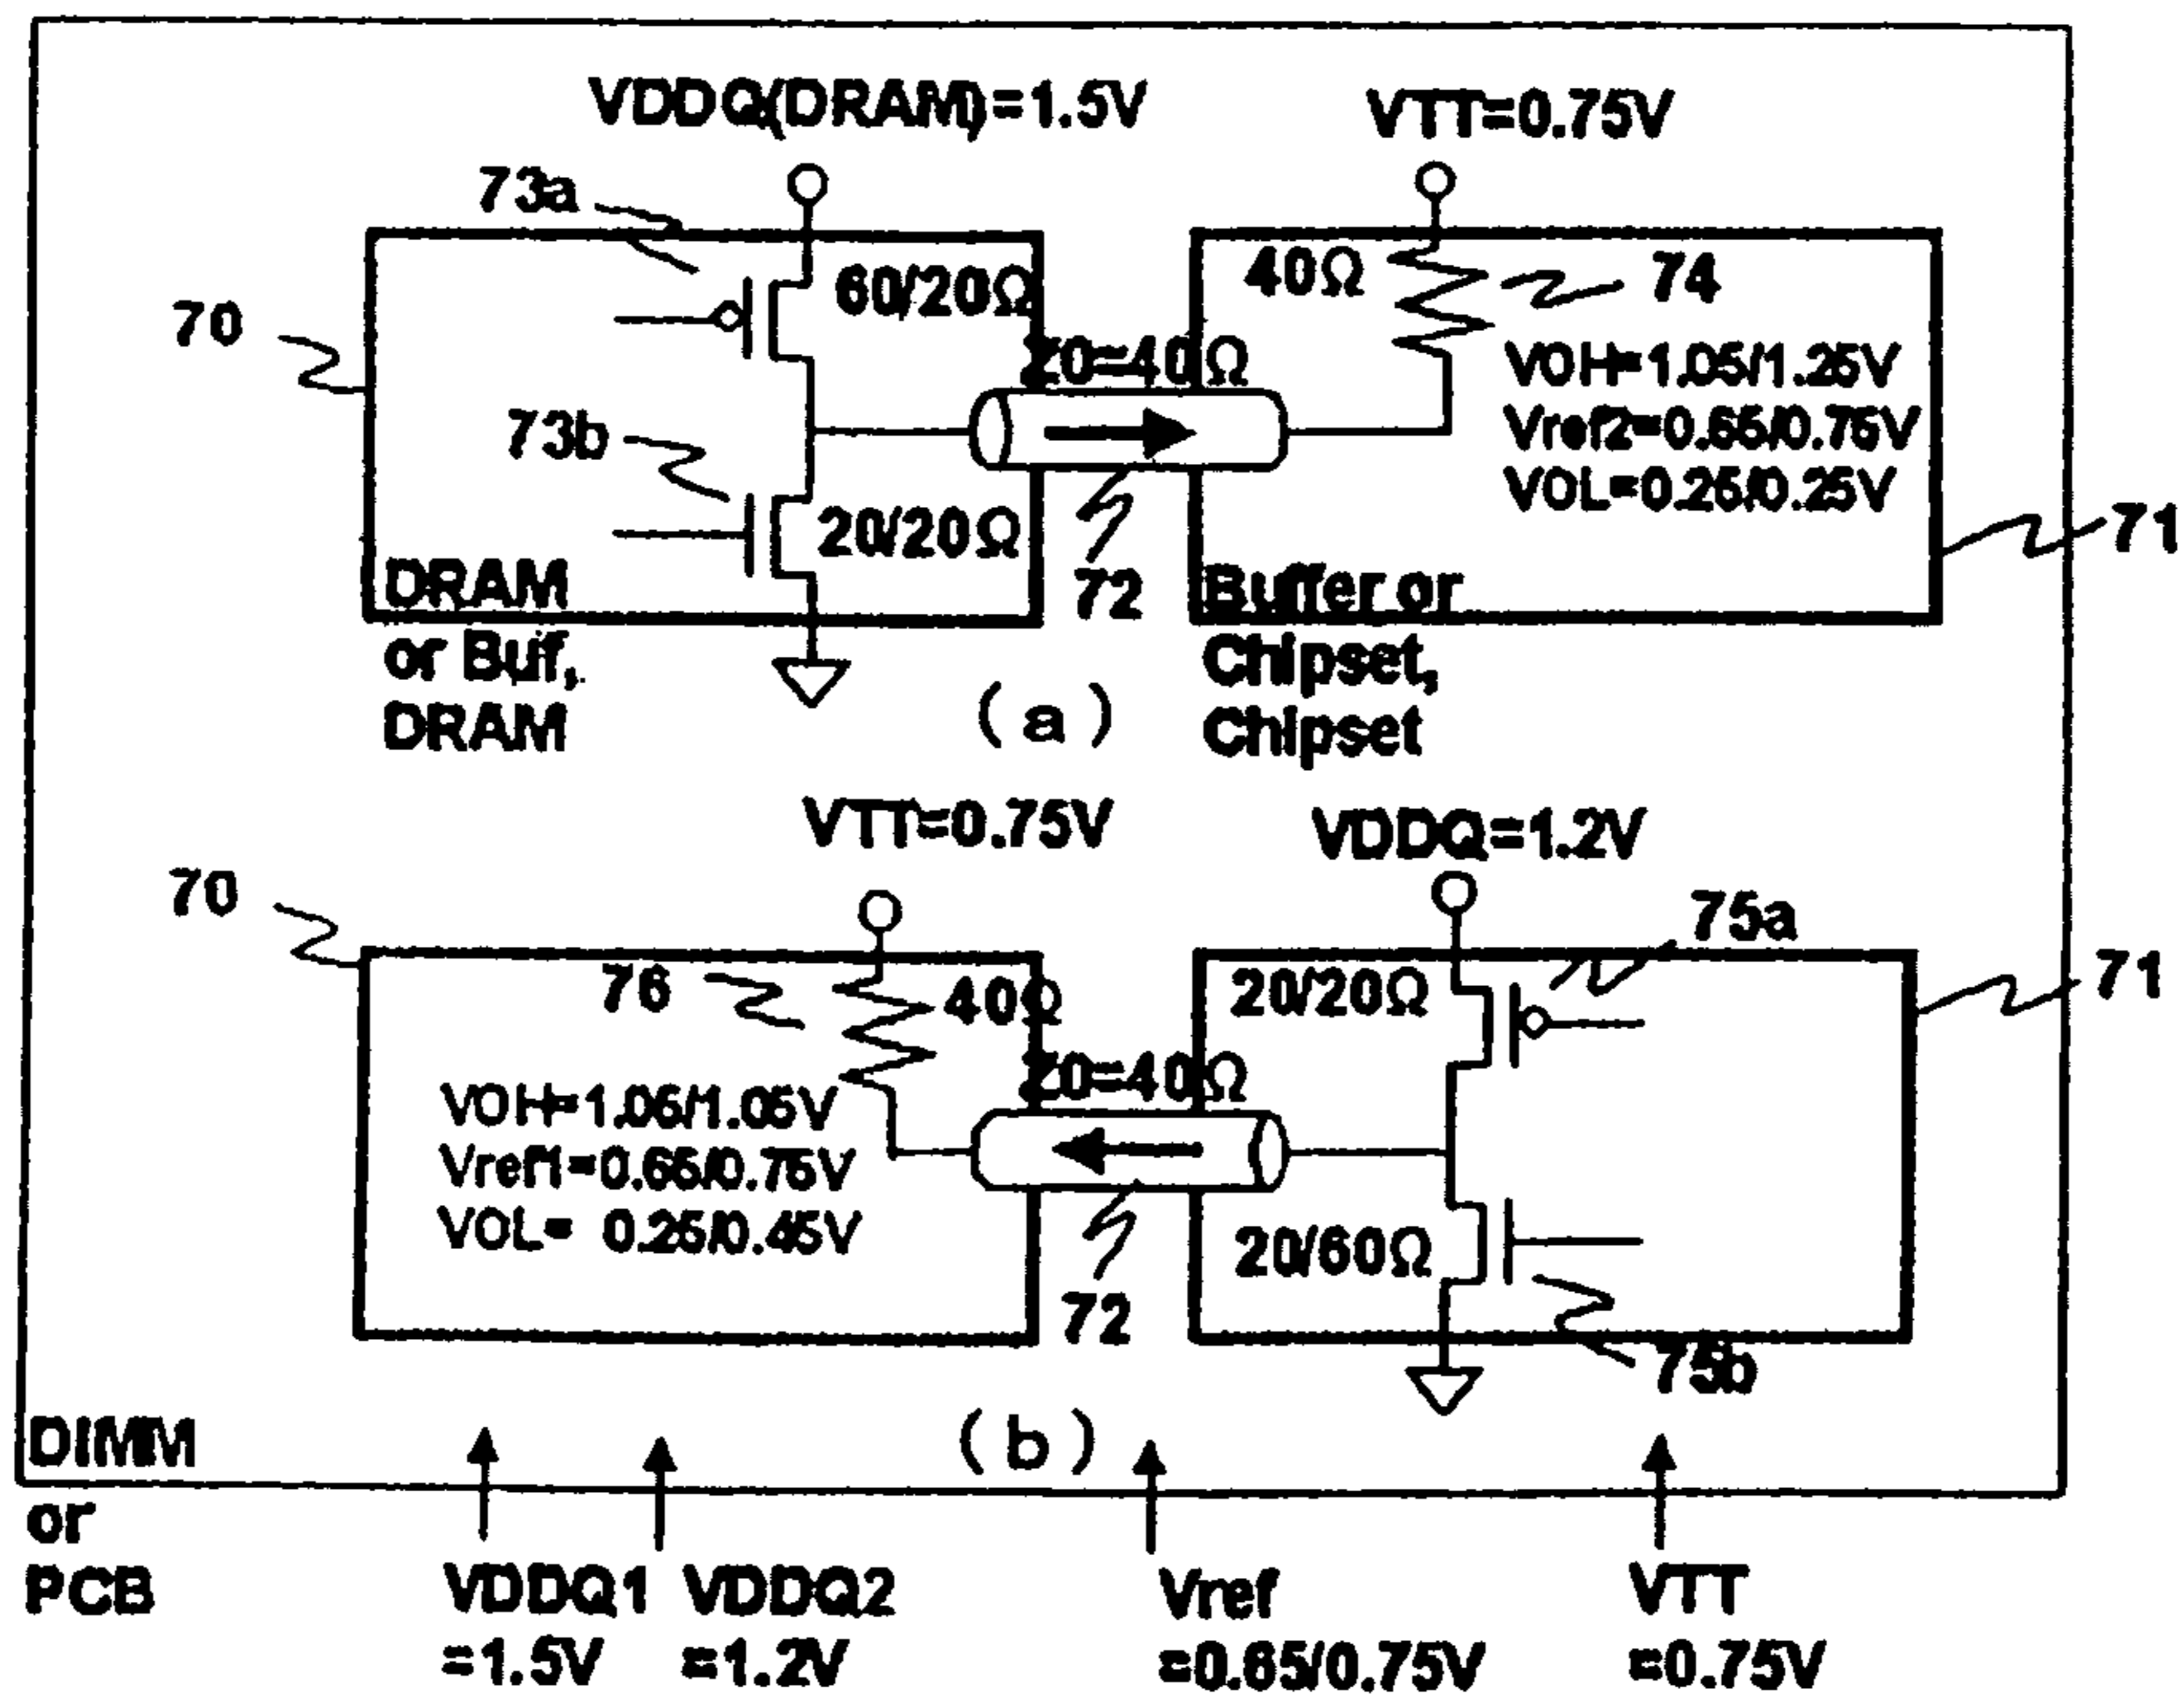 VDDQ(DRAM)=1.5V
VTT=0.75V
73a
60/20Ω
40Ω
74
70
Z0=40Ω
VOH=1.05/1.25V
Vref2=0.65/0.75V
VOL=0.25/0.25V
73b
20/20Ω
71
72
DRAM
or Buf,
DRAM
Buffer or
Chipset,
Chipset
(a)
VTT=0.75V
VDDQ=1.2V
70
75a
76
40Ω
20/20Ω
71
Z0=40Ω
VOH=1.05/1.05V
Vref1=0.65/0.75V
VOL= 0.25/0.45V
20/60Ω
72
75b
(b)
DIMM
or
PCB
VDDQ1
=1.5V
VDDQ2
=1.2V
Vref
=0.65/0.75V
VTT
=0.75V